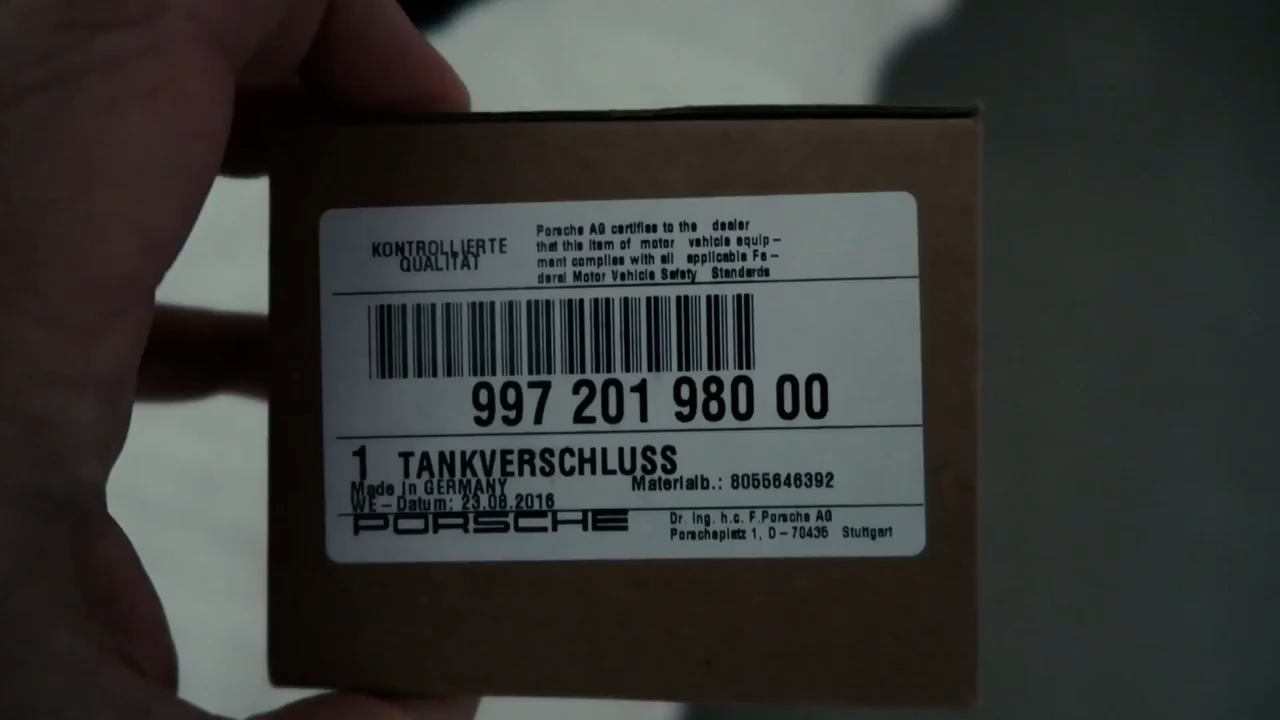 KONTROLLIERTE
QUALITÄT
Porsche AG certifies to the dealer
that this item of motor vehicle equip-
ment complies with all applicable Fe-
deral Motor Vehicle Safety Standards
997 201 980 00
1 TANKVERSCHLUSS
Made in GERMANY
Materialb.: 8055646392
WE-Datum: 23.08.2016
PORSCHE
Dr. Ing. h.c. F.Porsche AG
Porscheplatz 1, D-70435 Stuttgart